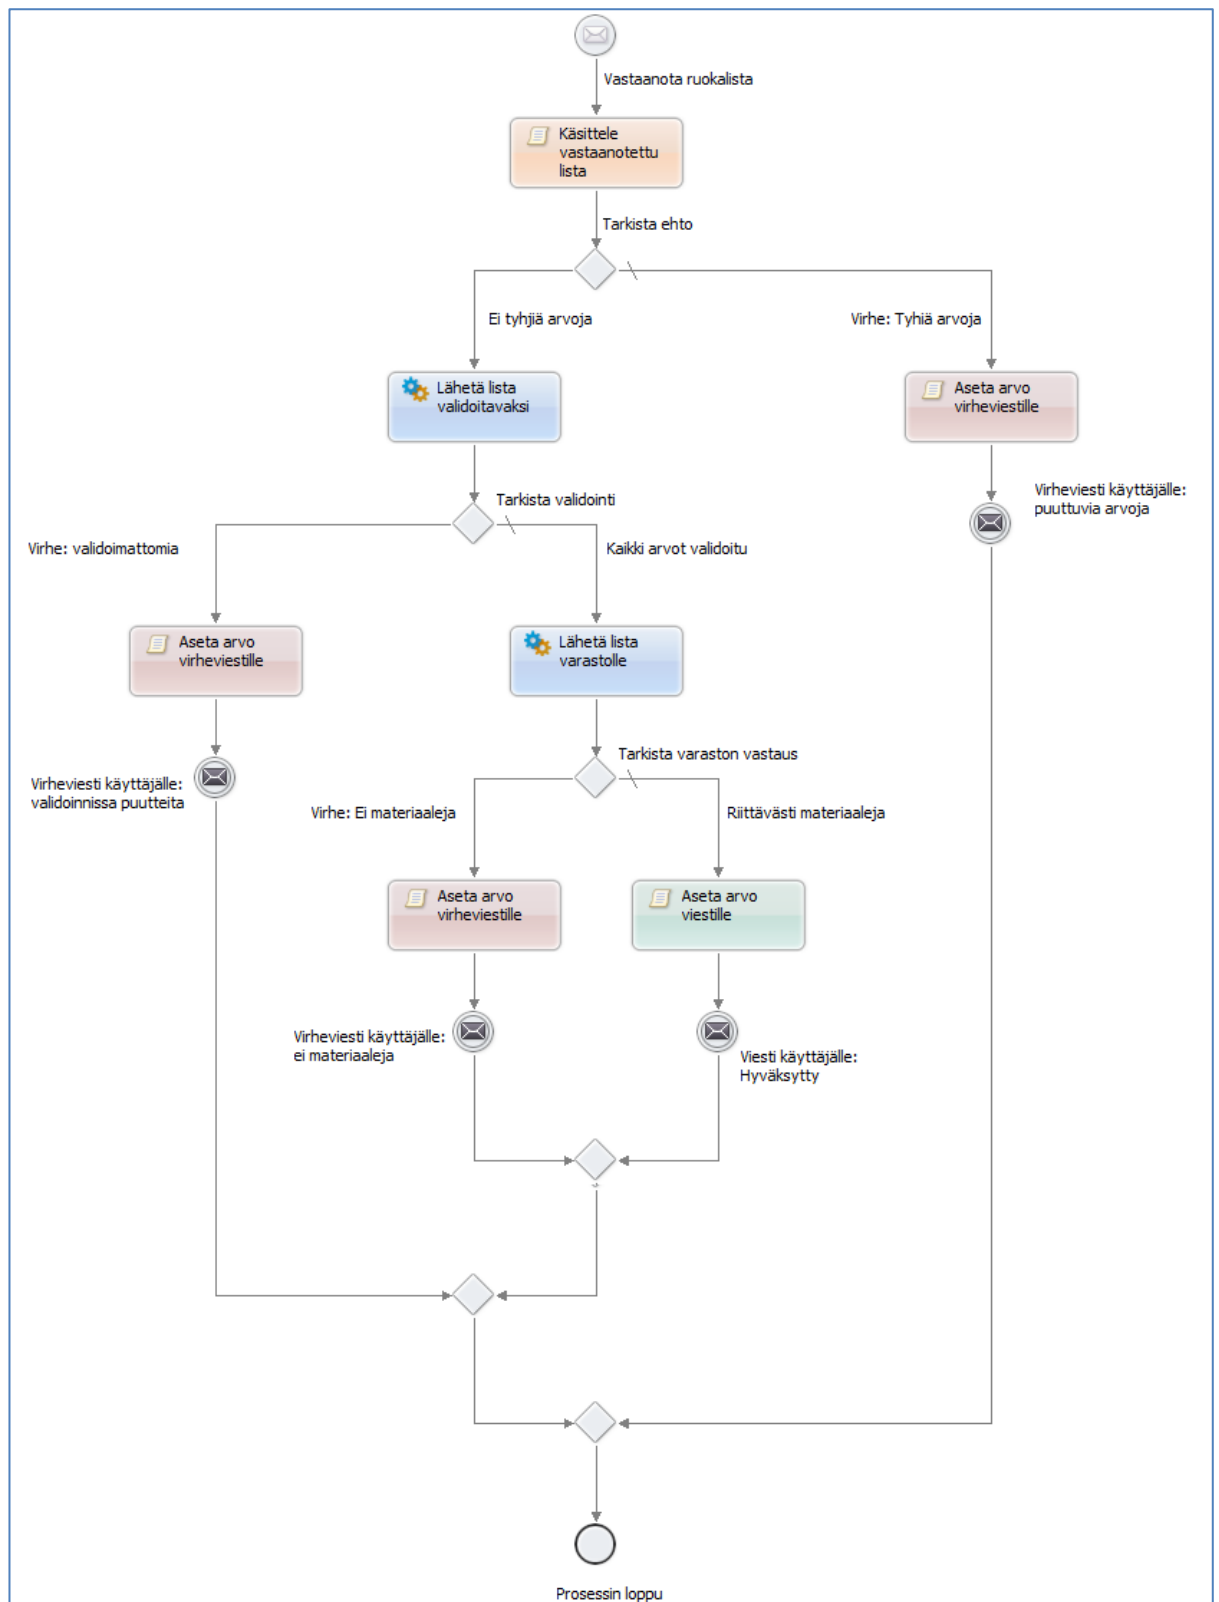 Vastaanota ruokalista
Käsittele
vastaanotettu
lista
Tarkista ehto
Ei tyhjiä arvoja
Virhe: Tyhiä arvoja
Lähetä lista
validoitavaksi
Aseta arvo
virheviestille
Tarkista validointi
Virheviesti käyttäjälle:
puuttuvia arvoja
Virhe: validoimattomia
Kaikki arvot validoitu
Aseta arvo
virheviestille
Lähetä lista
varastolle
Tarkista varaston vastaus
Virheviesti käyttäjälle:
validoinnissa puutteita
Virhe: Ei materiaaleja
Riittävästi materiaaleja
Aseta arvo
virheviestille
Aseta arvo
viestille
Virheviesti käyttäjälle:
ei materiaaleja
Viesti käyttäjälle:
Hyväksytty
Prosessin loppu